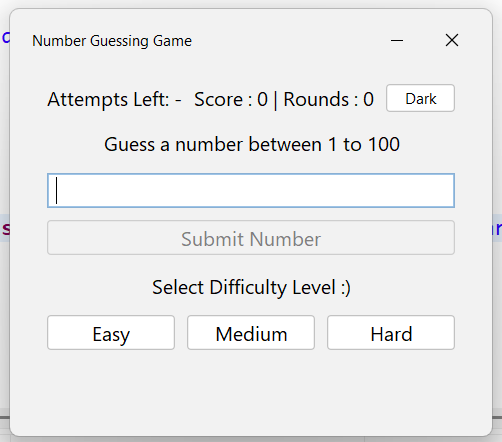 Number Guessing Game
Attempts Left: - Score : 0 | Rounds : 0 Dark
Guess a number between 1 to 100
Submit Number
Select Difficulty Level :)
Easy Medium Hard